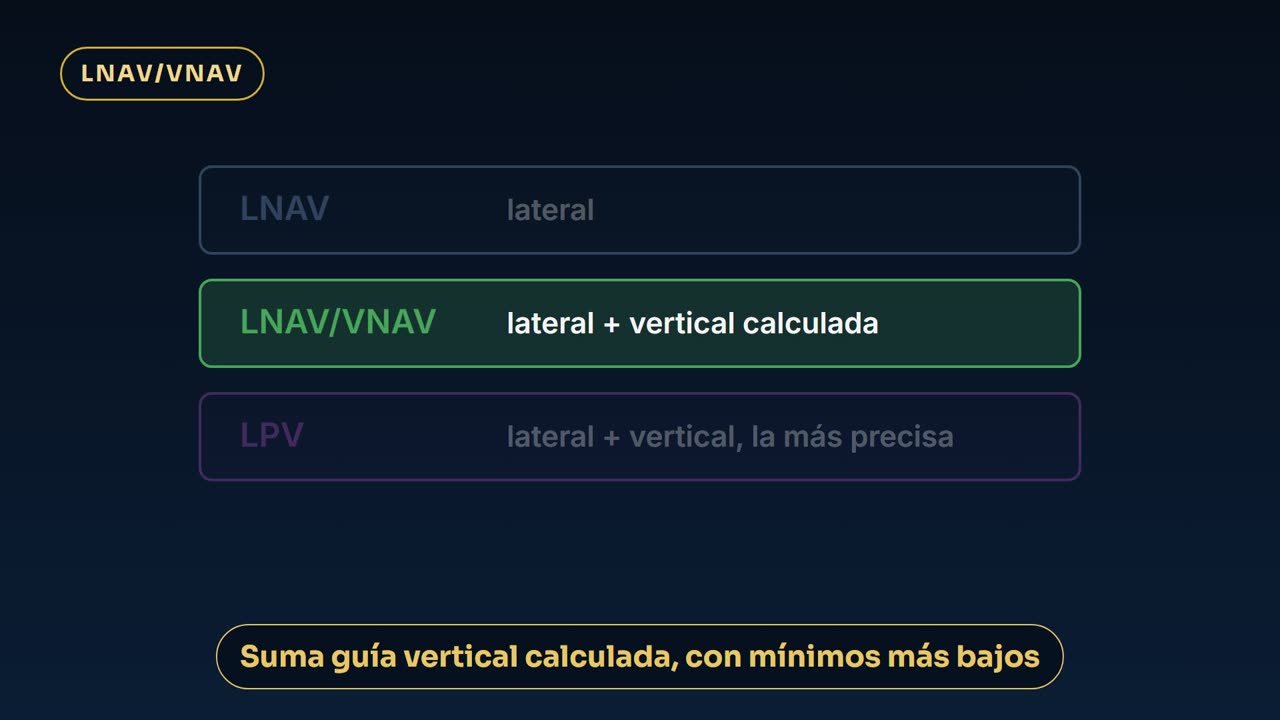 LNAV/VNAV
LNAV lateral
LNAV/VNAV lateral + vertical calculada
LPV lateral + vertical, la más precisa
Suma guía vertical calculada, con mínimos más bajos